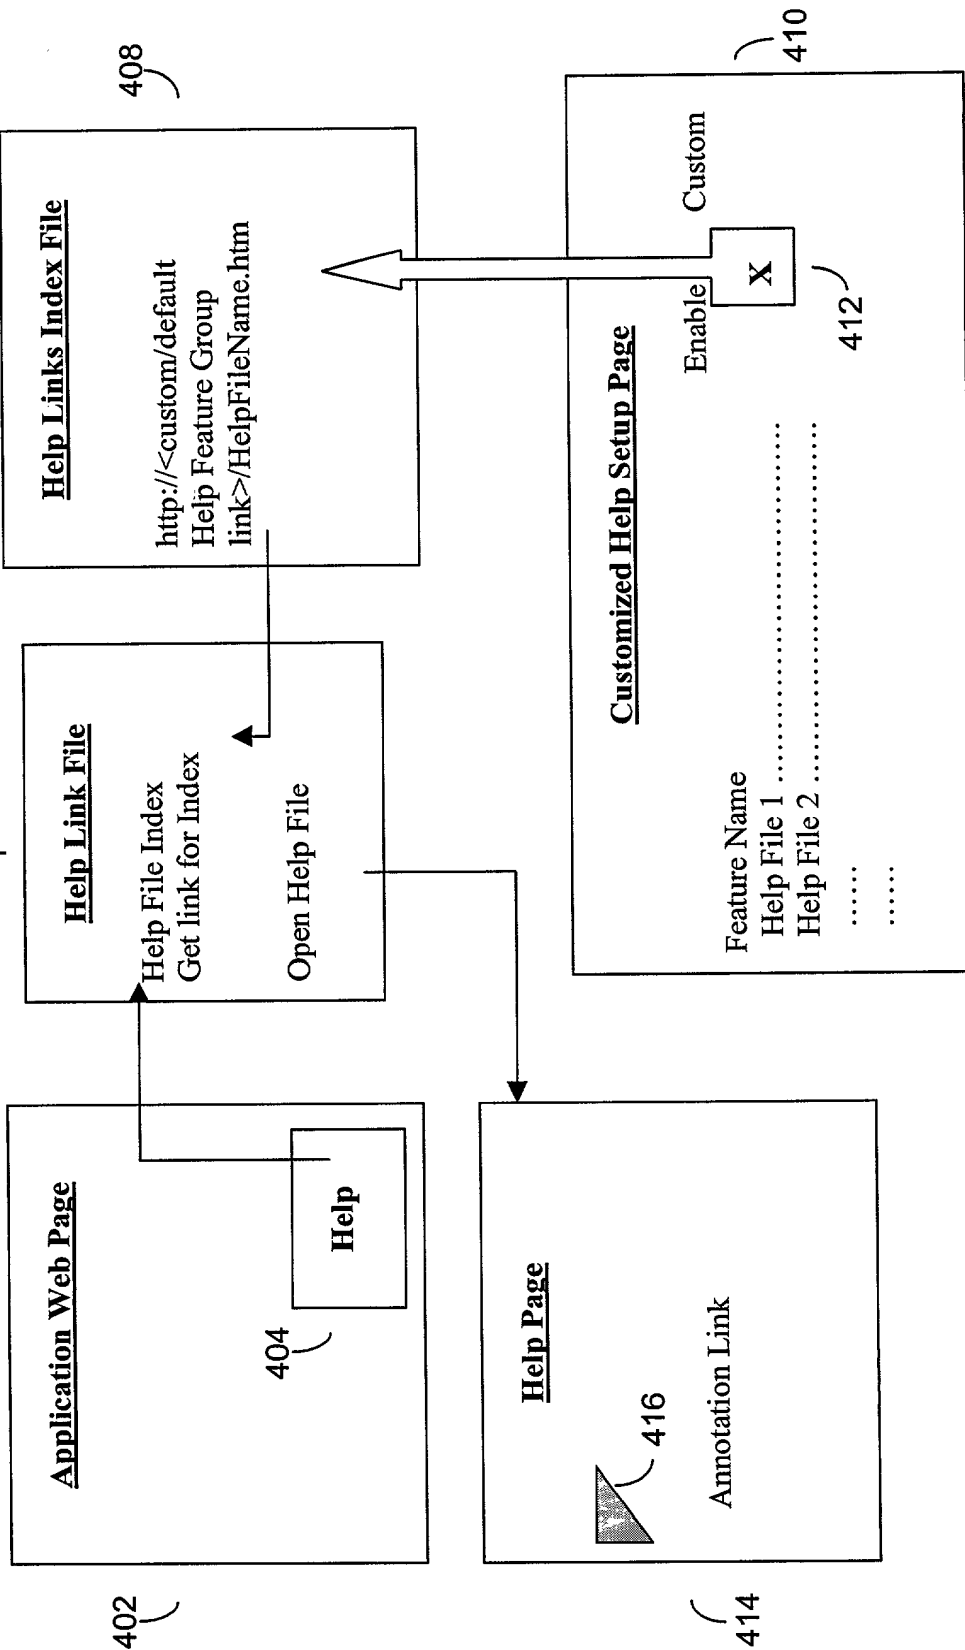 402
Application Web Page
404
Help
Help Link File
Help File Index
Get link for Index
Open Help File
408
Help Links Index File
http://<custom/default
Help Feature Group
link>/HelpFileName.htm
414
Help Page
416
Annotation Link
410
Customized Help Setup Page
Enable Custom
X
412
Feature Name
Help File 1 ........................................
Help File 2 ........................................
.....
.....